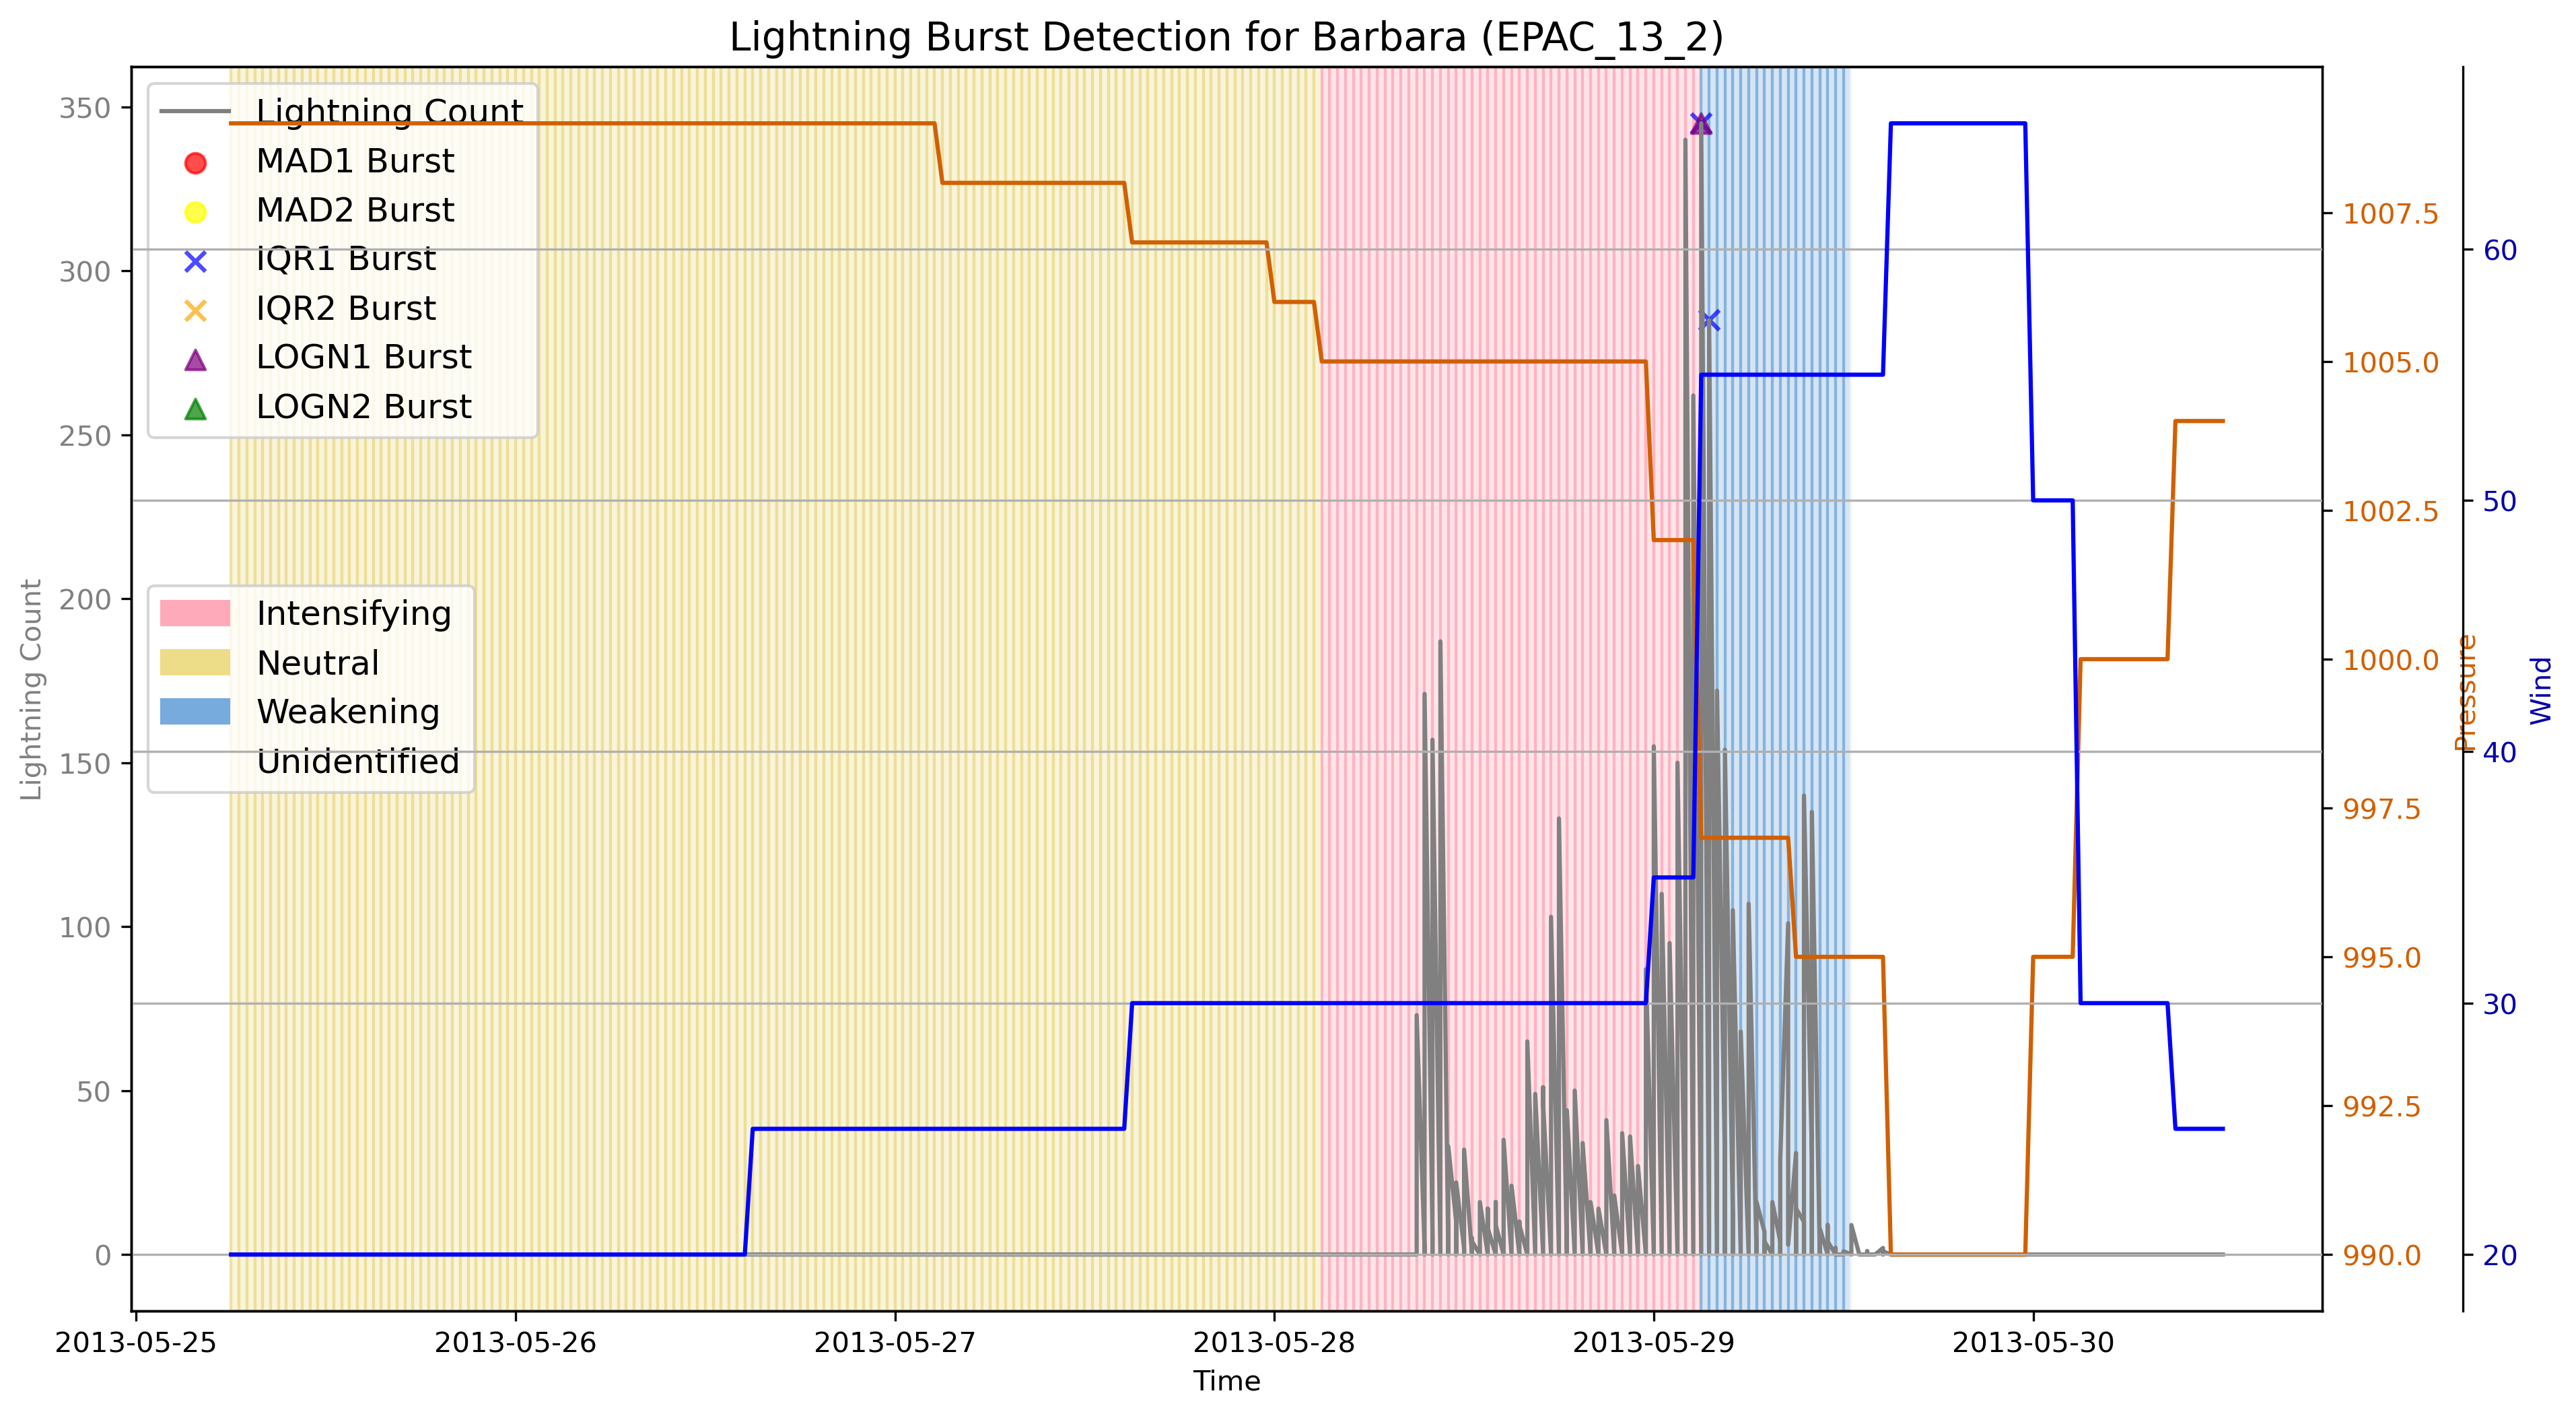 Lightning Burst Detection for Barbara (EPAC_13_2)
Lightning Count
MAD1 Burst
MAD2 Burst
IQR1 Burst
IQR2 Burst
LOGN1 Burst
LOGN2 Burst
Intensifying
Neutral
Weakening
Unidentified
350
300
250
200
150
100
50
0
Lightning Count
1007.5
1005.0
1002.5
1000.0
997.5
995.0
992.5
990.0
Pressure
60
50
40
30
20
Wind
2013-05-25 2013-05-26 2013-05-27 2013-05-28 2013-05-29 2013-05-30
Time